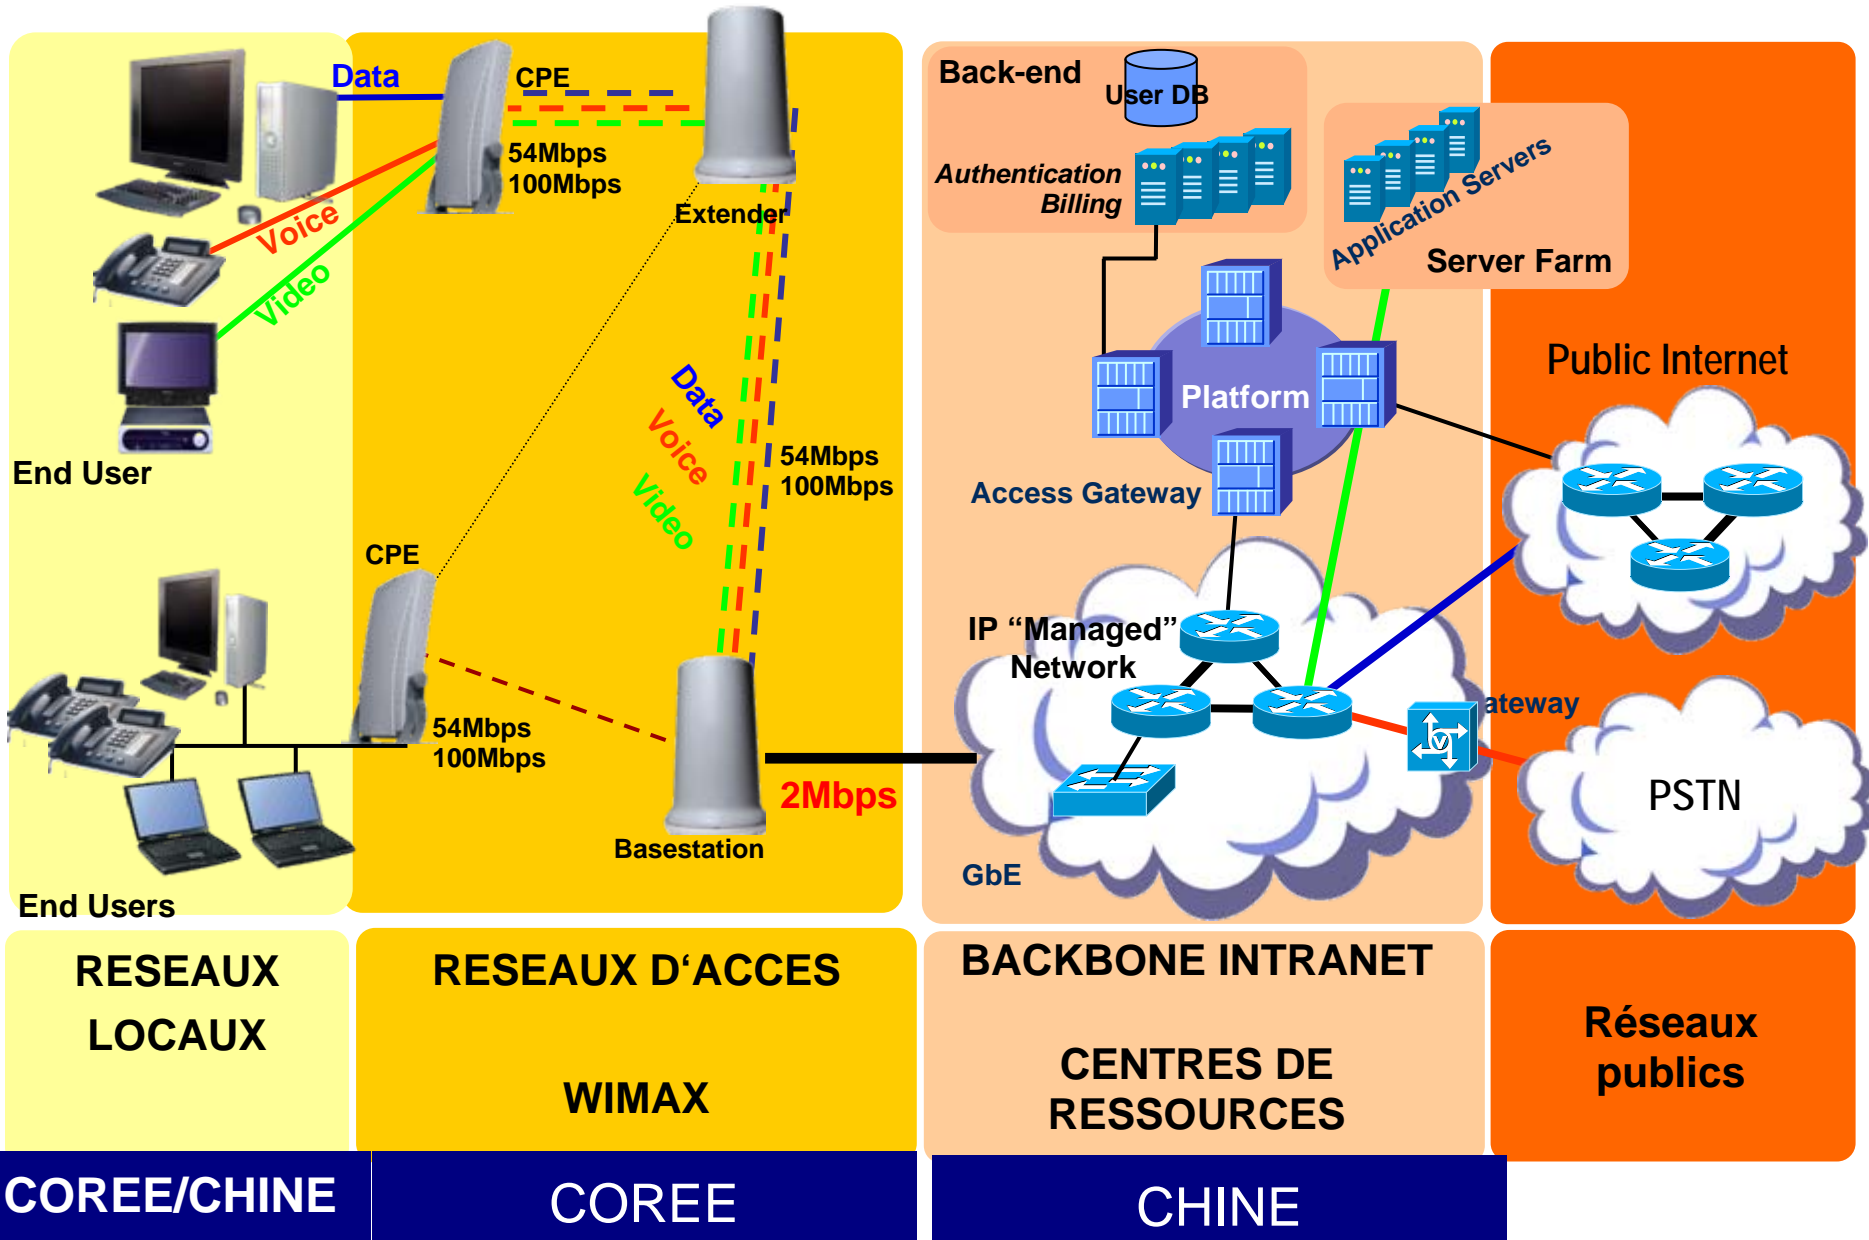 Data
CPE
54Mbps
100Mbps
Voice
Video
Extender
End User
Data
Voice
Video
54Mbps
100Mbps
CPE
54Mbps
100Mbps
2Mbps
Basestation
End Users
Back-end
User DB
Authentication
Billing
Application Servers
Server Farm
Platform
Access Gateway
IP “Managed”
Network
GbE
Public Internet
ateway
V
PSTN
RESEAUX
LOCAUX
RESEAUX D‘ACCES
WIMAX
BACKBONE INTRANET
CENTRES DE
RESSOURCES
Réseaux
publics
COREE/CHINE
COREE
CHINE